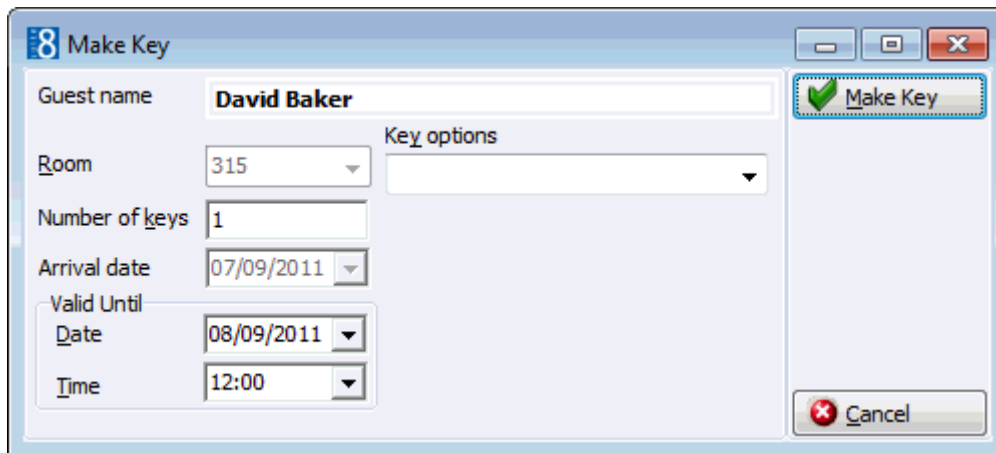 8 Make Key
Guest name David Baker
Make Key
Key options
Room 315
Number of keys 1
Arrival date 07/09/2011
Valid Until
Date 08/09/2011
Time 12:00
Cancel